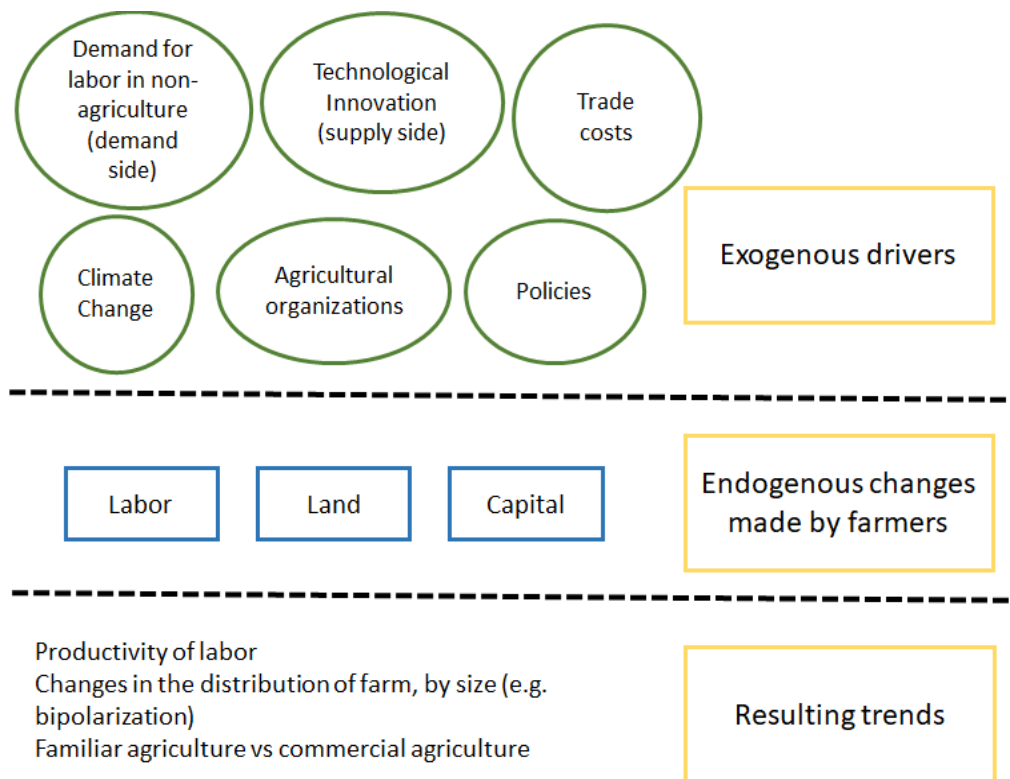 Demand for
labor in non-
agriculture
(demand
side)
Technological
Innovation
(supply side)
Trade
costs
Climate
Change
Agricultural
organizations
Policies
Exogenous drivers
Labor
Land
Capital
Endogenous changes
made by farmers
Productivity of labor
Changes in the distribution of farm, by size (e.g.
bipolarization)
Familiar agriculture vs commercial agriculture
Resulting trends